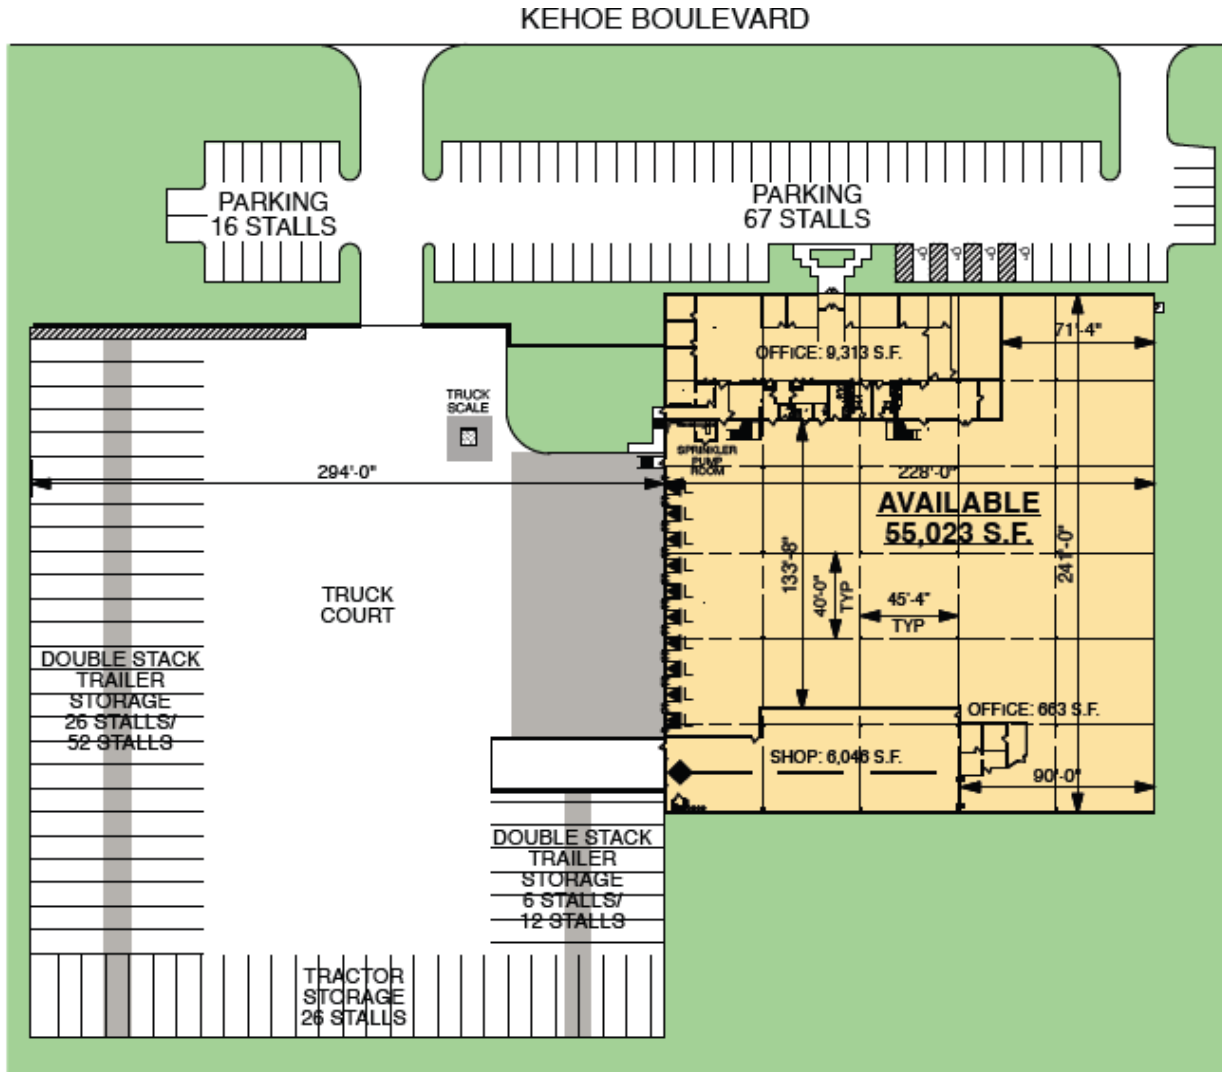 KEHOE BOULEVARD
PARKING
16 STALLS
PARKING
67 STALLS
71'-4"
OFFICE: 9,313 S.F.
TRUCK
SCALE
SPRINKLER
PUMP
ROOM
294'-0"
228'-0"
AVAILABLE
55,023 S.F.
133'-8"
241'-0"
40'-0"
TYP
45'-4"
TYP
TRUCK
COURT
DOUBLE STACK
TRAILER
STORAGE
26 STALLS/
52 STALLS
OFFICE: 663 S.F.
SHOP: 6,046 S.F.
90'-0"
DOUBLE STACK
TRAILER
STORAGE
6 STALLS/
12 STALLS
TRACTOR
STORAGE
26 STALLS